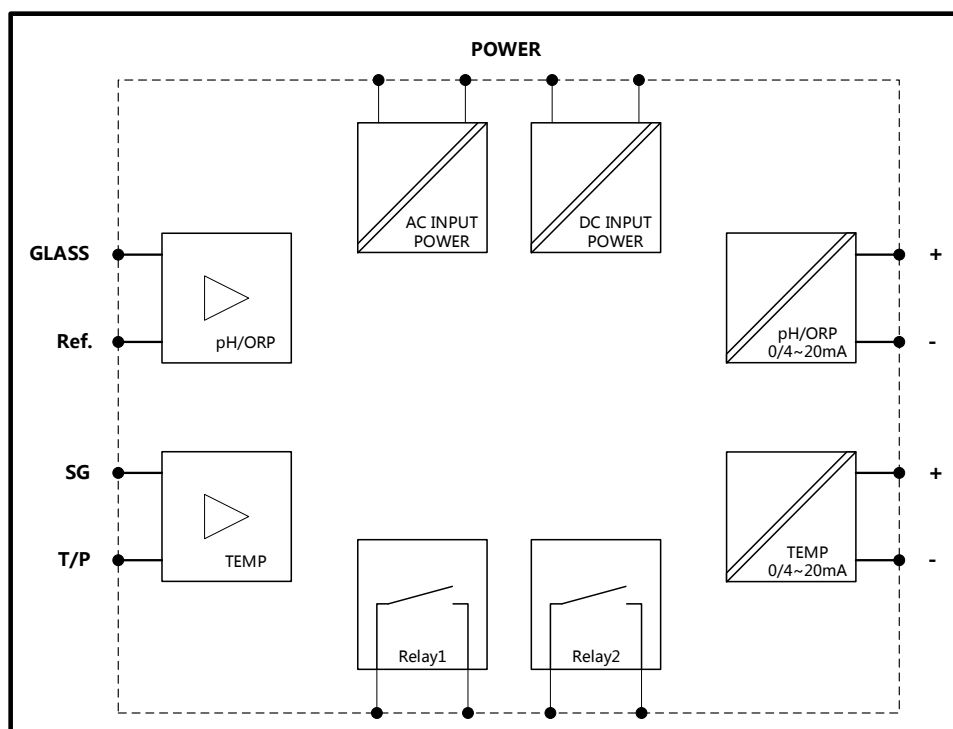 POWER
AC INPUT
POWER
DC INPUT
POWER
GLASS
Ref.
pH/ORP
pH/ORP
0/4~20mA
+
-
SG
T/P
TEMP
TEMP
0/4~20mA
+
-
Relay1
Relay2